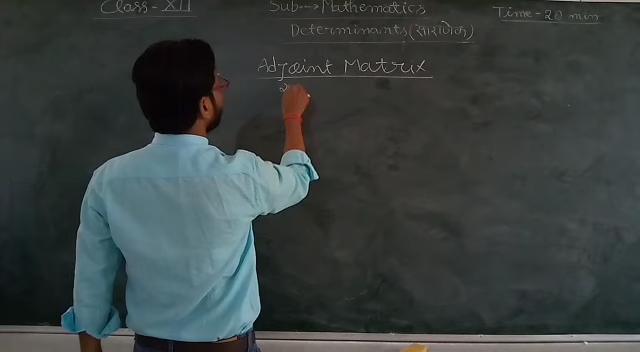 Class-XII
Sub--> Mathematics
Time-20 min
Determinants (सारणिक)
Adjoint Matrix